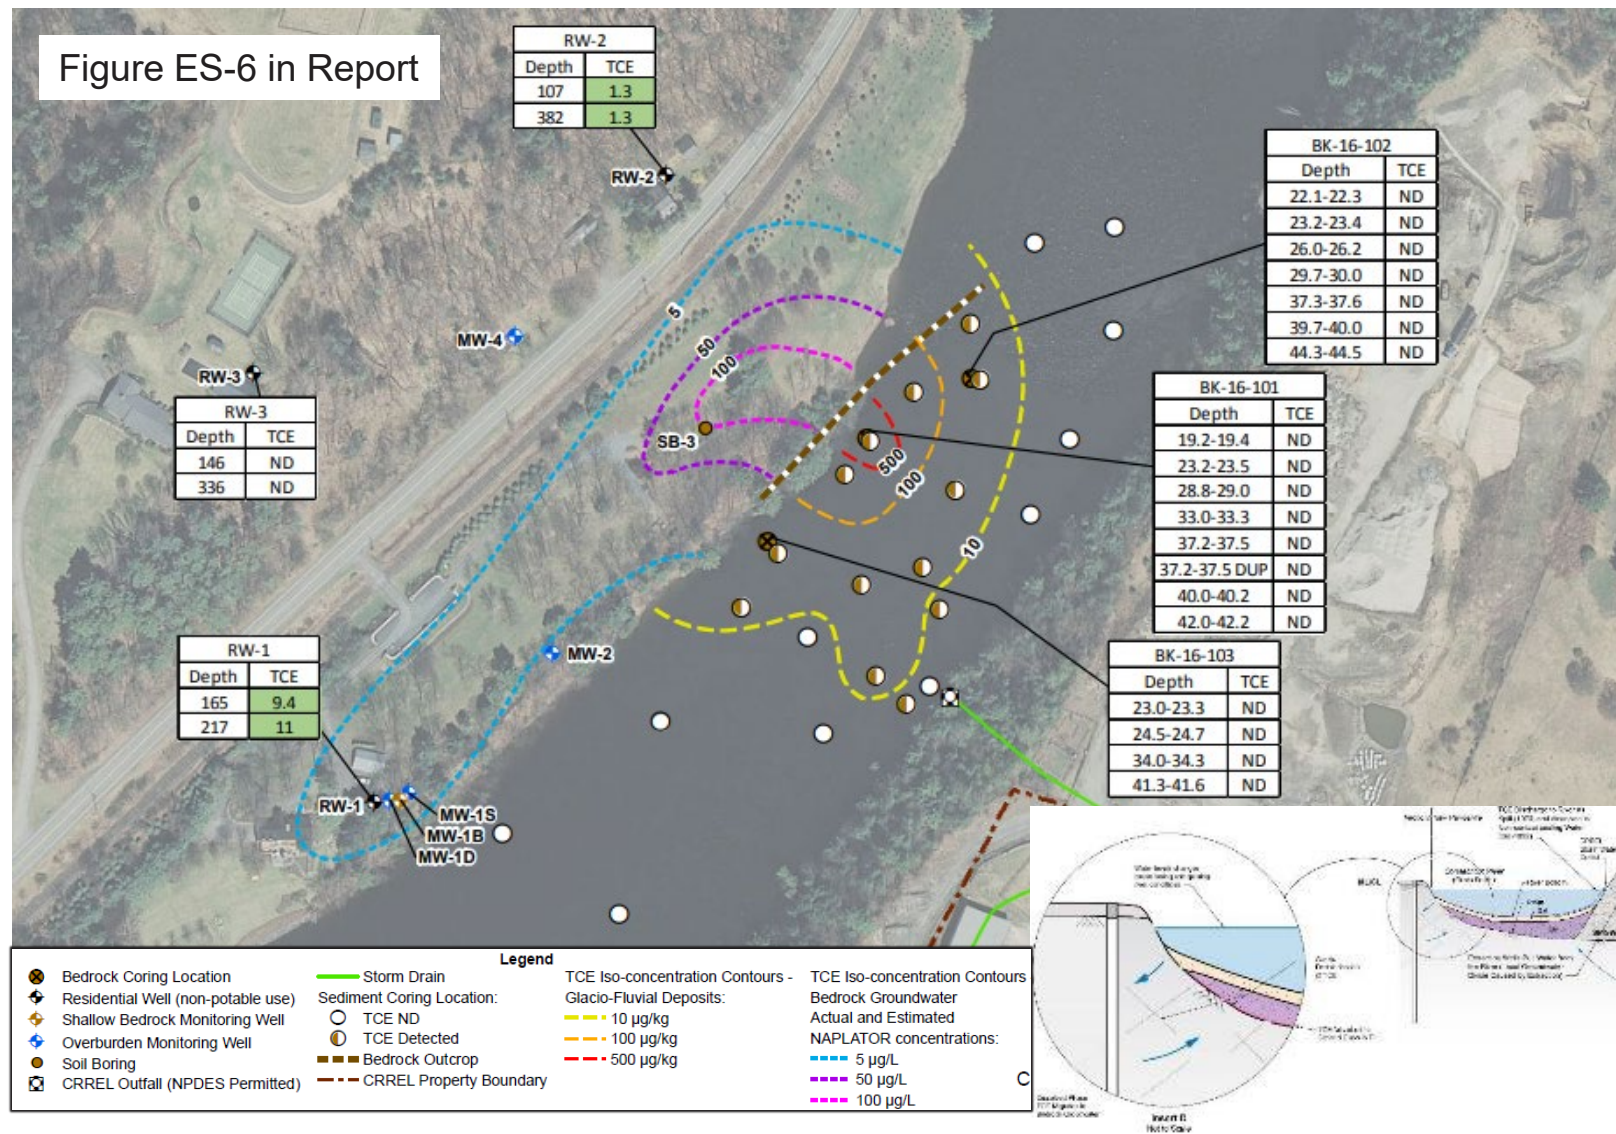 Figure ES-6 in Report
RW-2
Depth TCE
107 1.3
382 1.3
RW-2
BK-16-102
Depth TCE
22.1-22.3 ND
23.2-23.4 ND
26.0-26.2 ND
29.7-30.0 ND
37.3-37.6 ND
39.7-40.0 ND
44.3-44.5 ND
5
50
100
MW-4
RW-3
RW-3
Depth TCE
146 ND
336 ND
SB-3
500
100
10
BK-16-101
Depth TCE
19.2-19.4 ND
23.2-23.5 ND
28.8-29.0 ND
33.0-33.3 ND
37.2-37.5 ND
37.2-37.5 DUP ND
40.0-40.2 ND
42.0-42.2 ND
MW-2
RW-1
Depth TCE
165 9.4
217 11
BK-16-103
Depth TCE
23.0-23.3 ND
24.5-24.7 ND
34.0-34.3 ND
41.3-41.6 ND
RW-1
MW-1S
MW-1B
MW-1D
Legend
Bedrock Coring Location
Residential Well (non-potable use)
Shallow Bedrock Monitoring Well
Overburden Monitoring Well
Soil Boring
CRREL Outfall (NPDES Permitted)
Storm Drain
Sediment Coring Location:
TCE ND
TCE Detected
Bedrock Outcrop
CRREL Property Boundary
TCE Iso-concentration Contours -
Glacio-Fluvial Deposits:
10 µg/kg
100 µg/kg
500 µg/kg
TCE Iso-concentration Contours
Bedrock Groundwater
Actual and Estimated
NAPLATOR concentrations:
5 µg/L
50 µg/L
100 µg/L
C
Insert B
Not to Scale